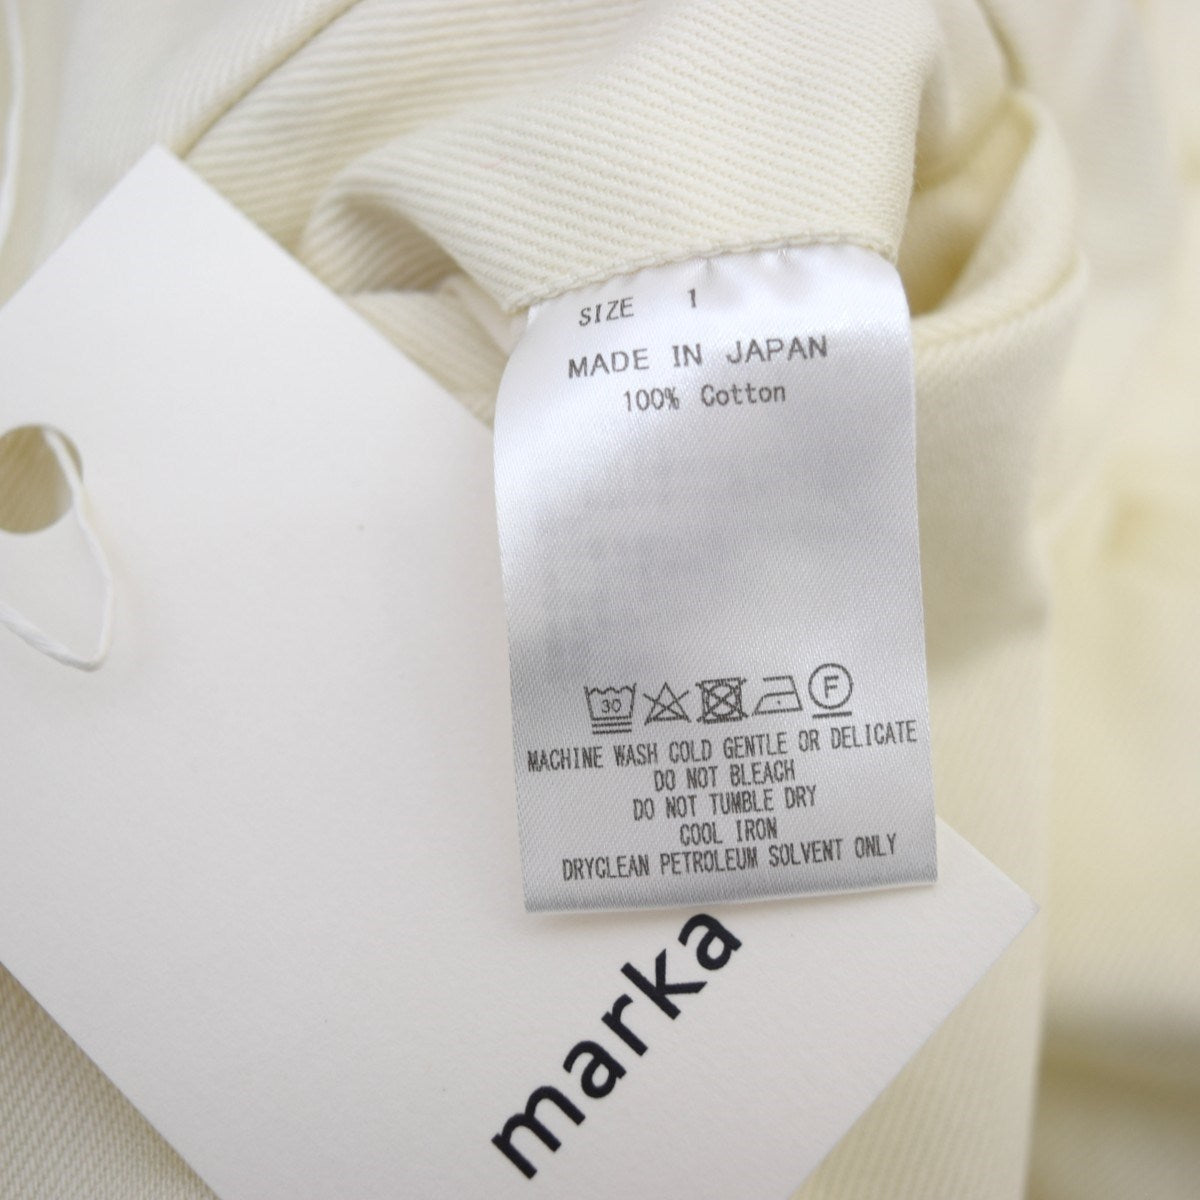 SIZE 1
MADE IN JAPAN
100% Cotton
30 F
MACHINE WASH COLD GENTLE OR DELICATE
DO NOT BLEACH
DO NOT TUMBLE DRY
COOL IRON
DRYCLEAN PETROLEUM SOLVENT ONLY
marka